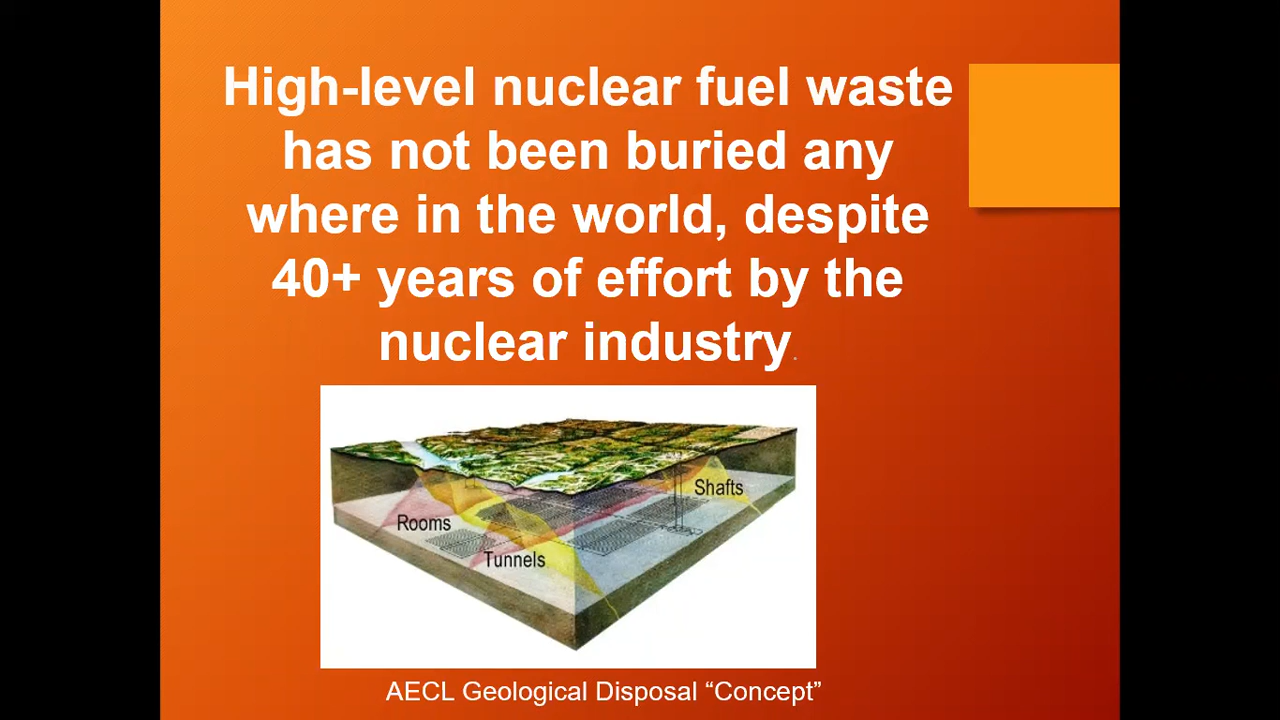 High-level nuclear fuel waste
has not been buried any
where in the world, despite
40+ years of effort by the
nuclear industry.
Shafts
Rooms
Tunnels
AECL Geological Disposal “Concept”